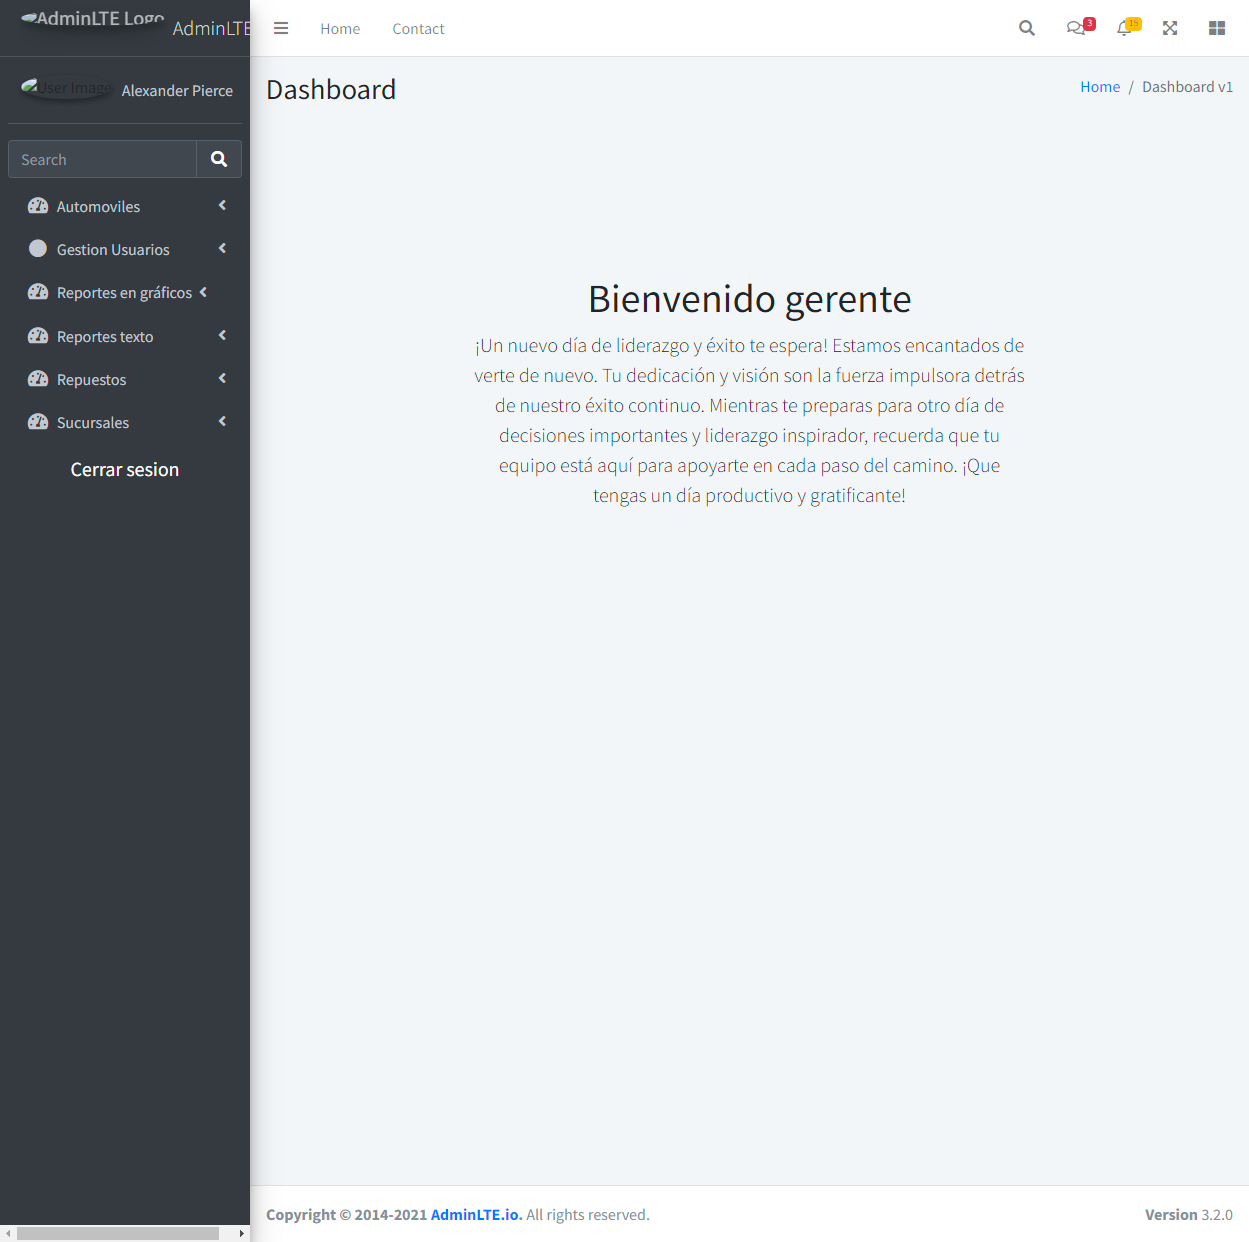 AdminLTE Logo AdminLTE
Home
Contact
3
15
User Image
Alexander Pierce
Dashboard
Home / Dashboard v1
Search
Automoviles
Gestion Usuarios
Reportes en gráficos
Reportes texto
Repuestos
Sucursales
Cerrar sesion
Bienvenido gerente
¡Un nuevo día de liderazgo y éxito te espera! Estamos encantados de
verte de nuevo. Tu dedicación y visión son la fuerza impulsora detrás
de nuestro éxito continuo. Mientras te preparas para otro día de
decisiones importantes y liderazgo inspirador, recuerda que tu
equipo está aquí para apoyarte en cada paso del camino. ¡Que
tengas un día productivo y gratificante!
Copyright © 2014-2021 AdminLTE.io. All rights reserved.
Version 3.2.0